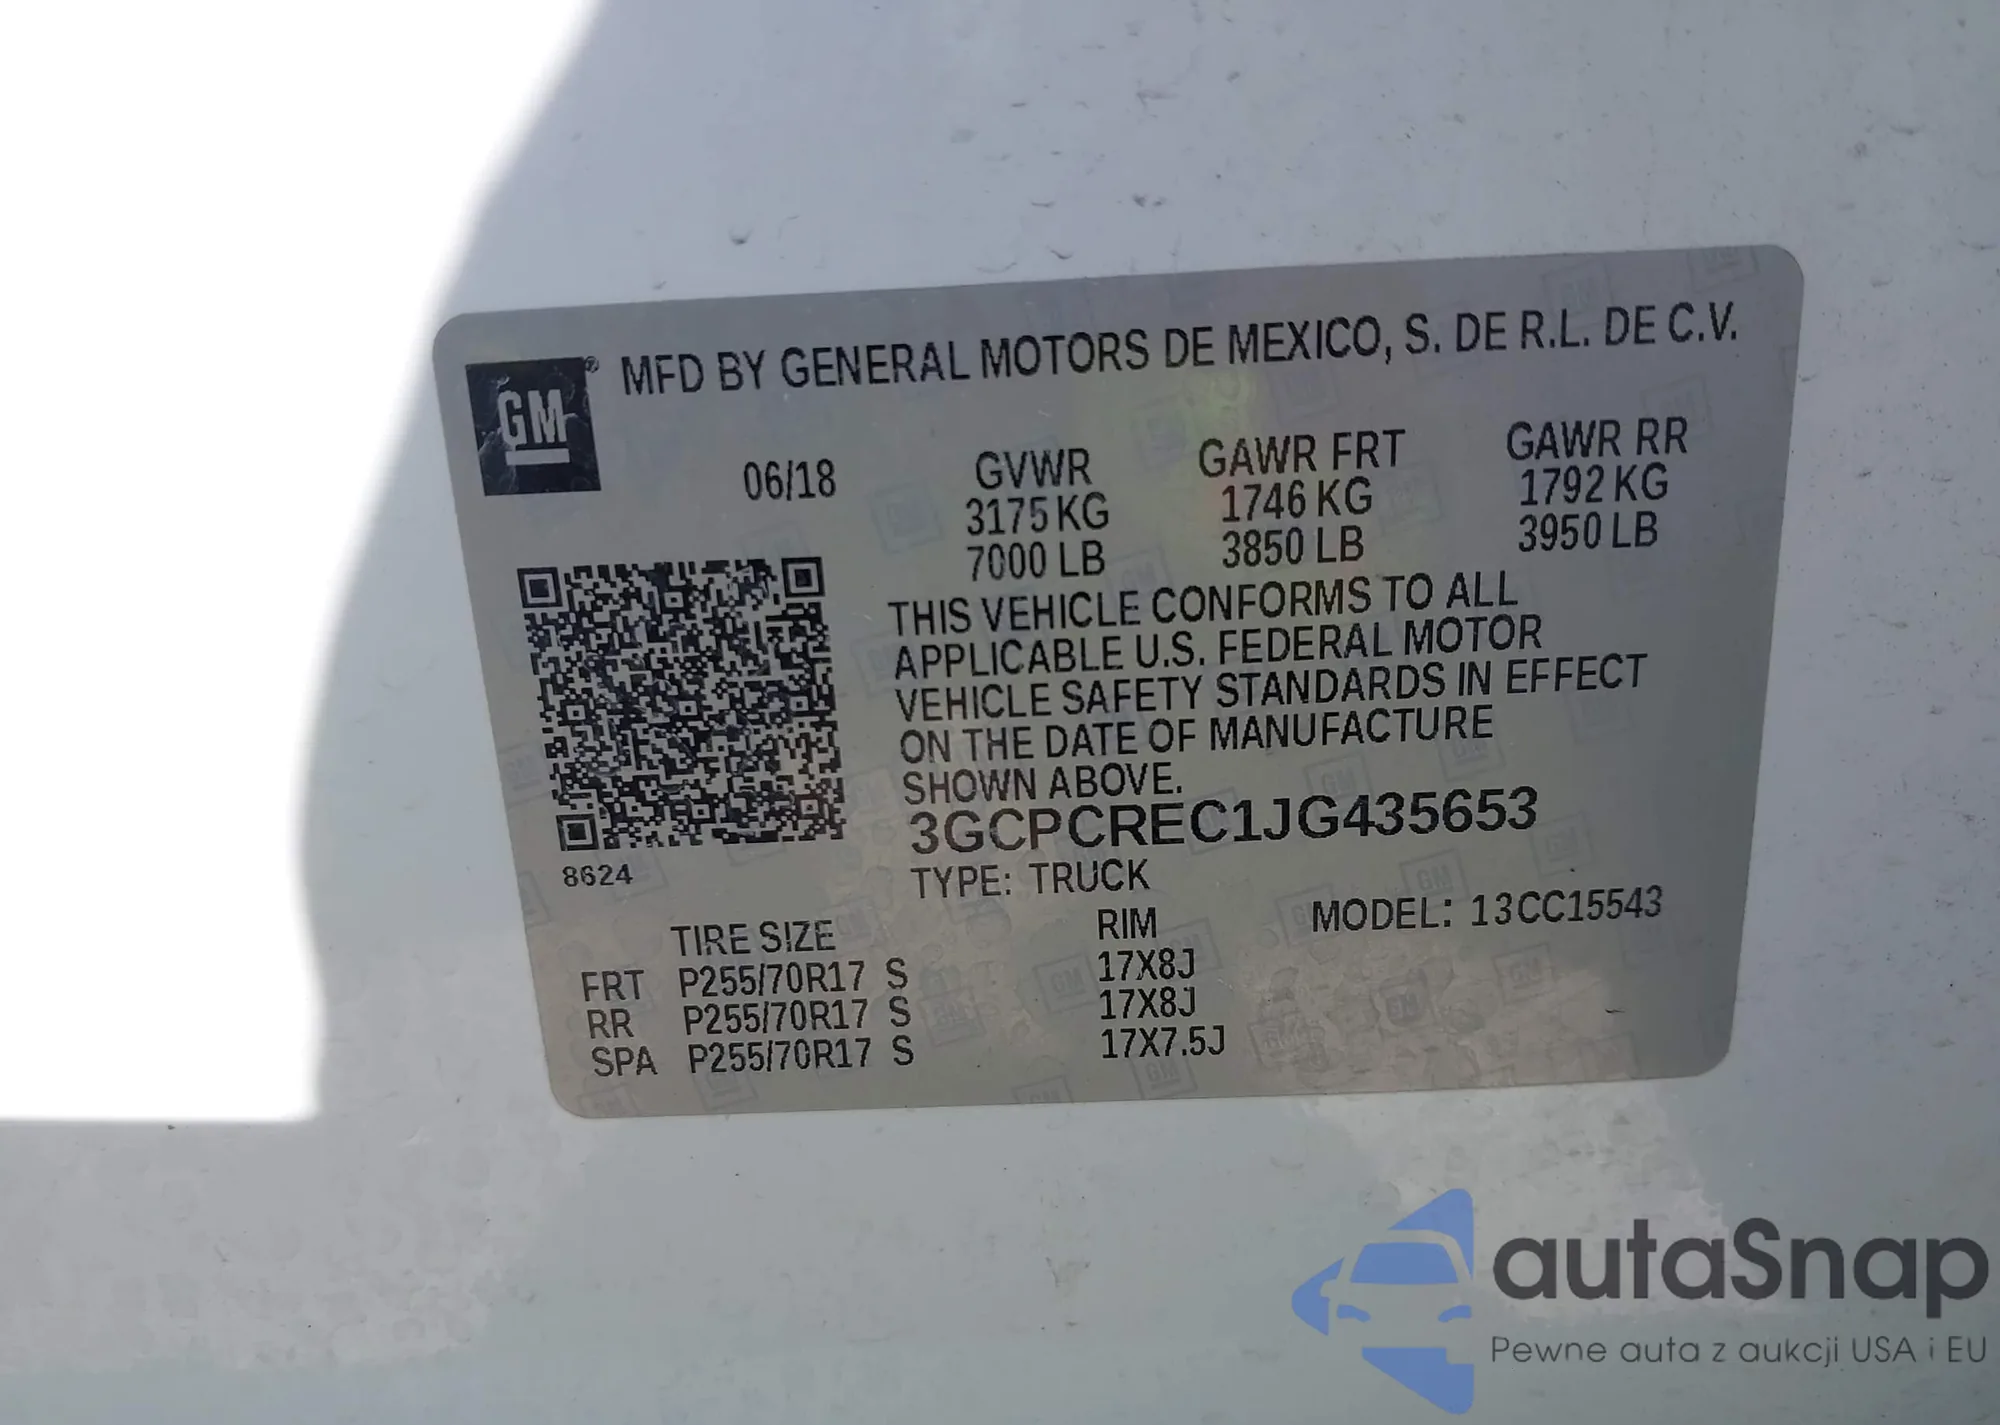 GM
MFD BY GENERAL MOTORS DE MEXICO, S. DE R.L. DE C.V.
06/18 GVWR GAWR FRT GAWR RR
3175 KG 1746 KG 1792 KG
7000 LB 3850 LB 3950 LB
THIS VEHICLE CONFORMS TO ALL
APPLICABLE U.S. FEDERAL MOTOR
VEHICLE SAFETY STANDARDS IN EFFECT
ON THE DATE OF MANUFACTURE
SHOWN ABOVE.
3GCPCREC1JG435653
8624
TYPE: TRUCK
MODEL: 13CC15543
TIRE SIZE RIM
FRT P255/70R17 S 17X8J
RR P255/70R17 S 17X8J
SPA P255/70R17 S 17X7.5J
autaSnap
Pewne auta z aukcji USA i EU